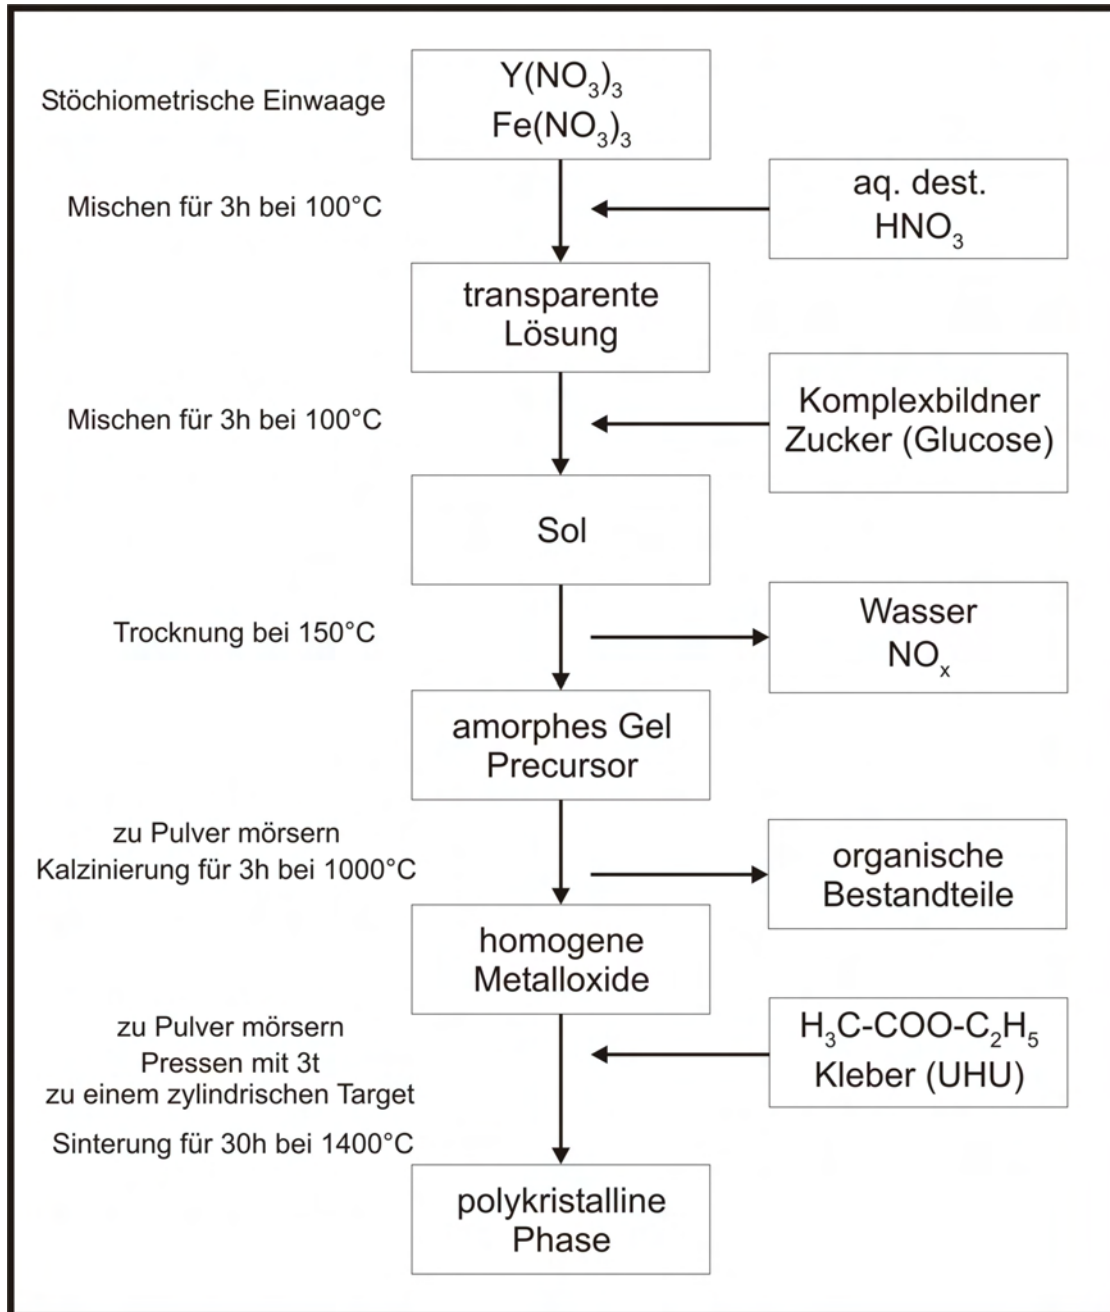 Stöchiometrische Einwaage
Y(NO₃)₃
Fe(NO₃)₃
Mischen für 3h bei 100°C
aq. dest.
HNO₃
transparente
Lösung
Mischen für 3h bei 100°C
Komplexbildner
Zucker (Glucose)
Sol
Trocknung bei 150°C
Wasser
NOₓ
amorphes Gel
Precursor
zu Pulver mörsern
Kalzinierung für 3h bei 1000°C
organische
Bestandteile
homogene
Metalloxide
zu Pulver mörsern
Pressen mit 3t
zu einem zylindrischen Target
Sinterung für 30h bei 1400°C
H₃C-COO-C₂H₅
Kleber (UHU)
polykristalline
Phase